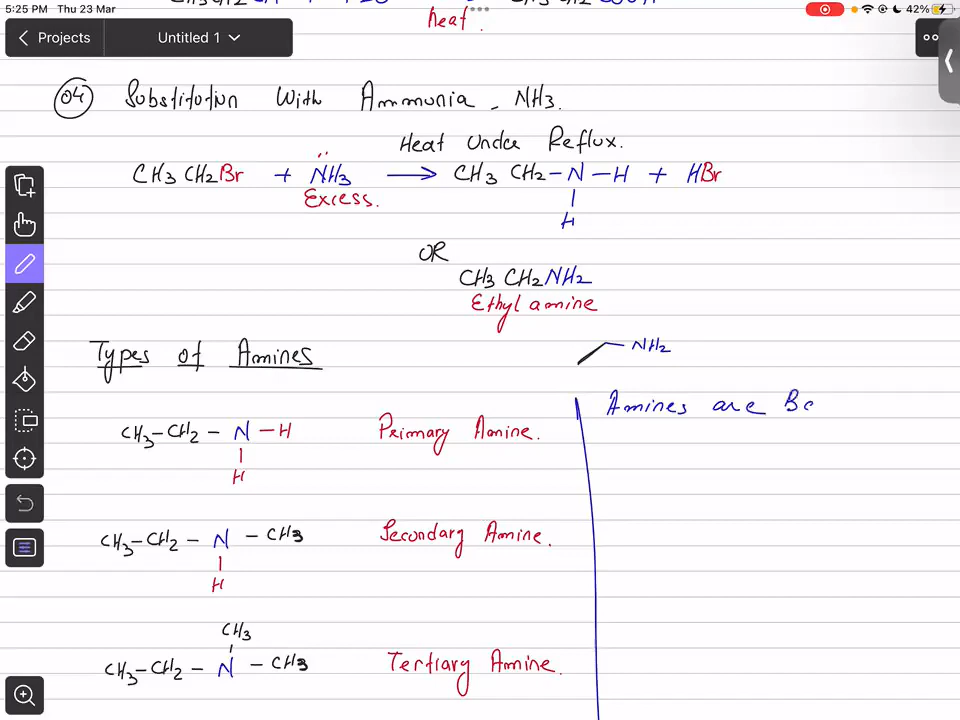 5:25 PM Thu 23 Mar
42%
heat.
Projects
Untitled 1
04 Substitution With Ammonia - NH3.
Heat Under Reflux.
CH3 CH2Br + NH3 → CH3 CH2-N-H + HBr
Excess.
H
OR
CH3 CH2NH2
Ethyl amine
NH2
Types of Amines
Amines are Ba
CH3-CH2-N-H Primary Amine.
H
CH3-CH2-N-CH3 Secondary Amine.
H
CH3
CH3-CH2-N-CH3 Tertiary Amine.